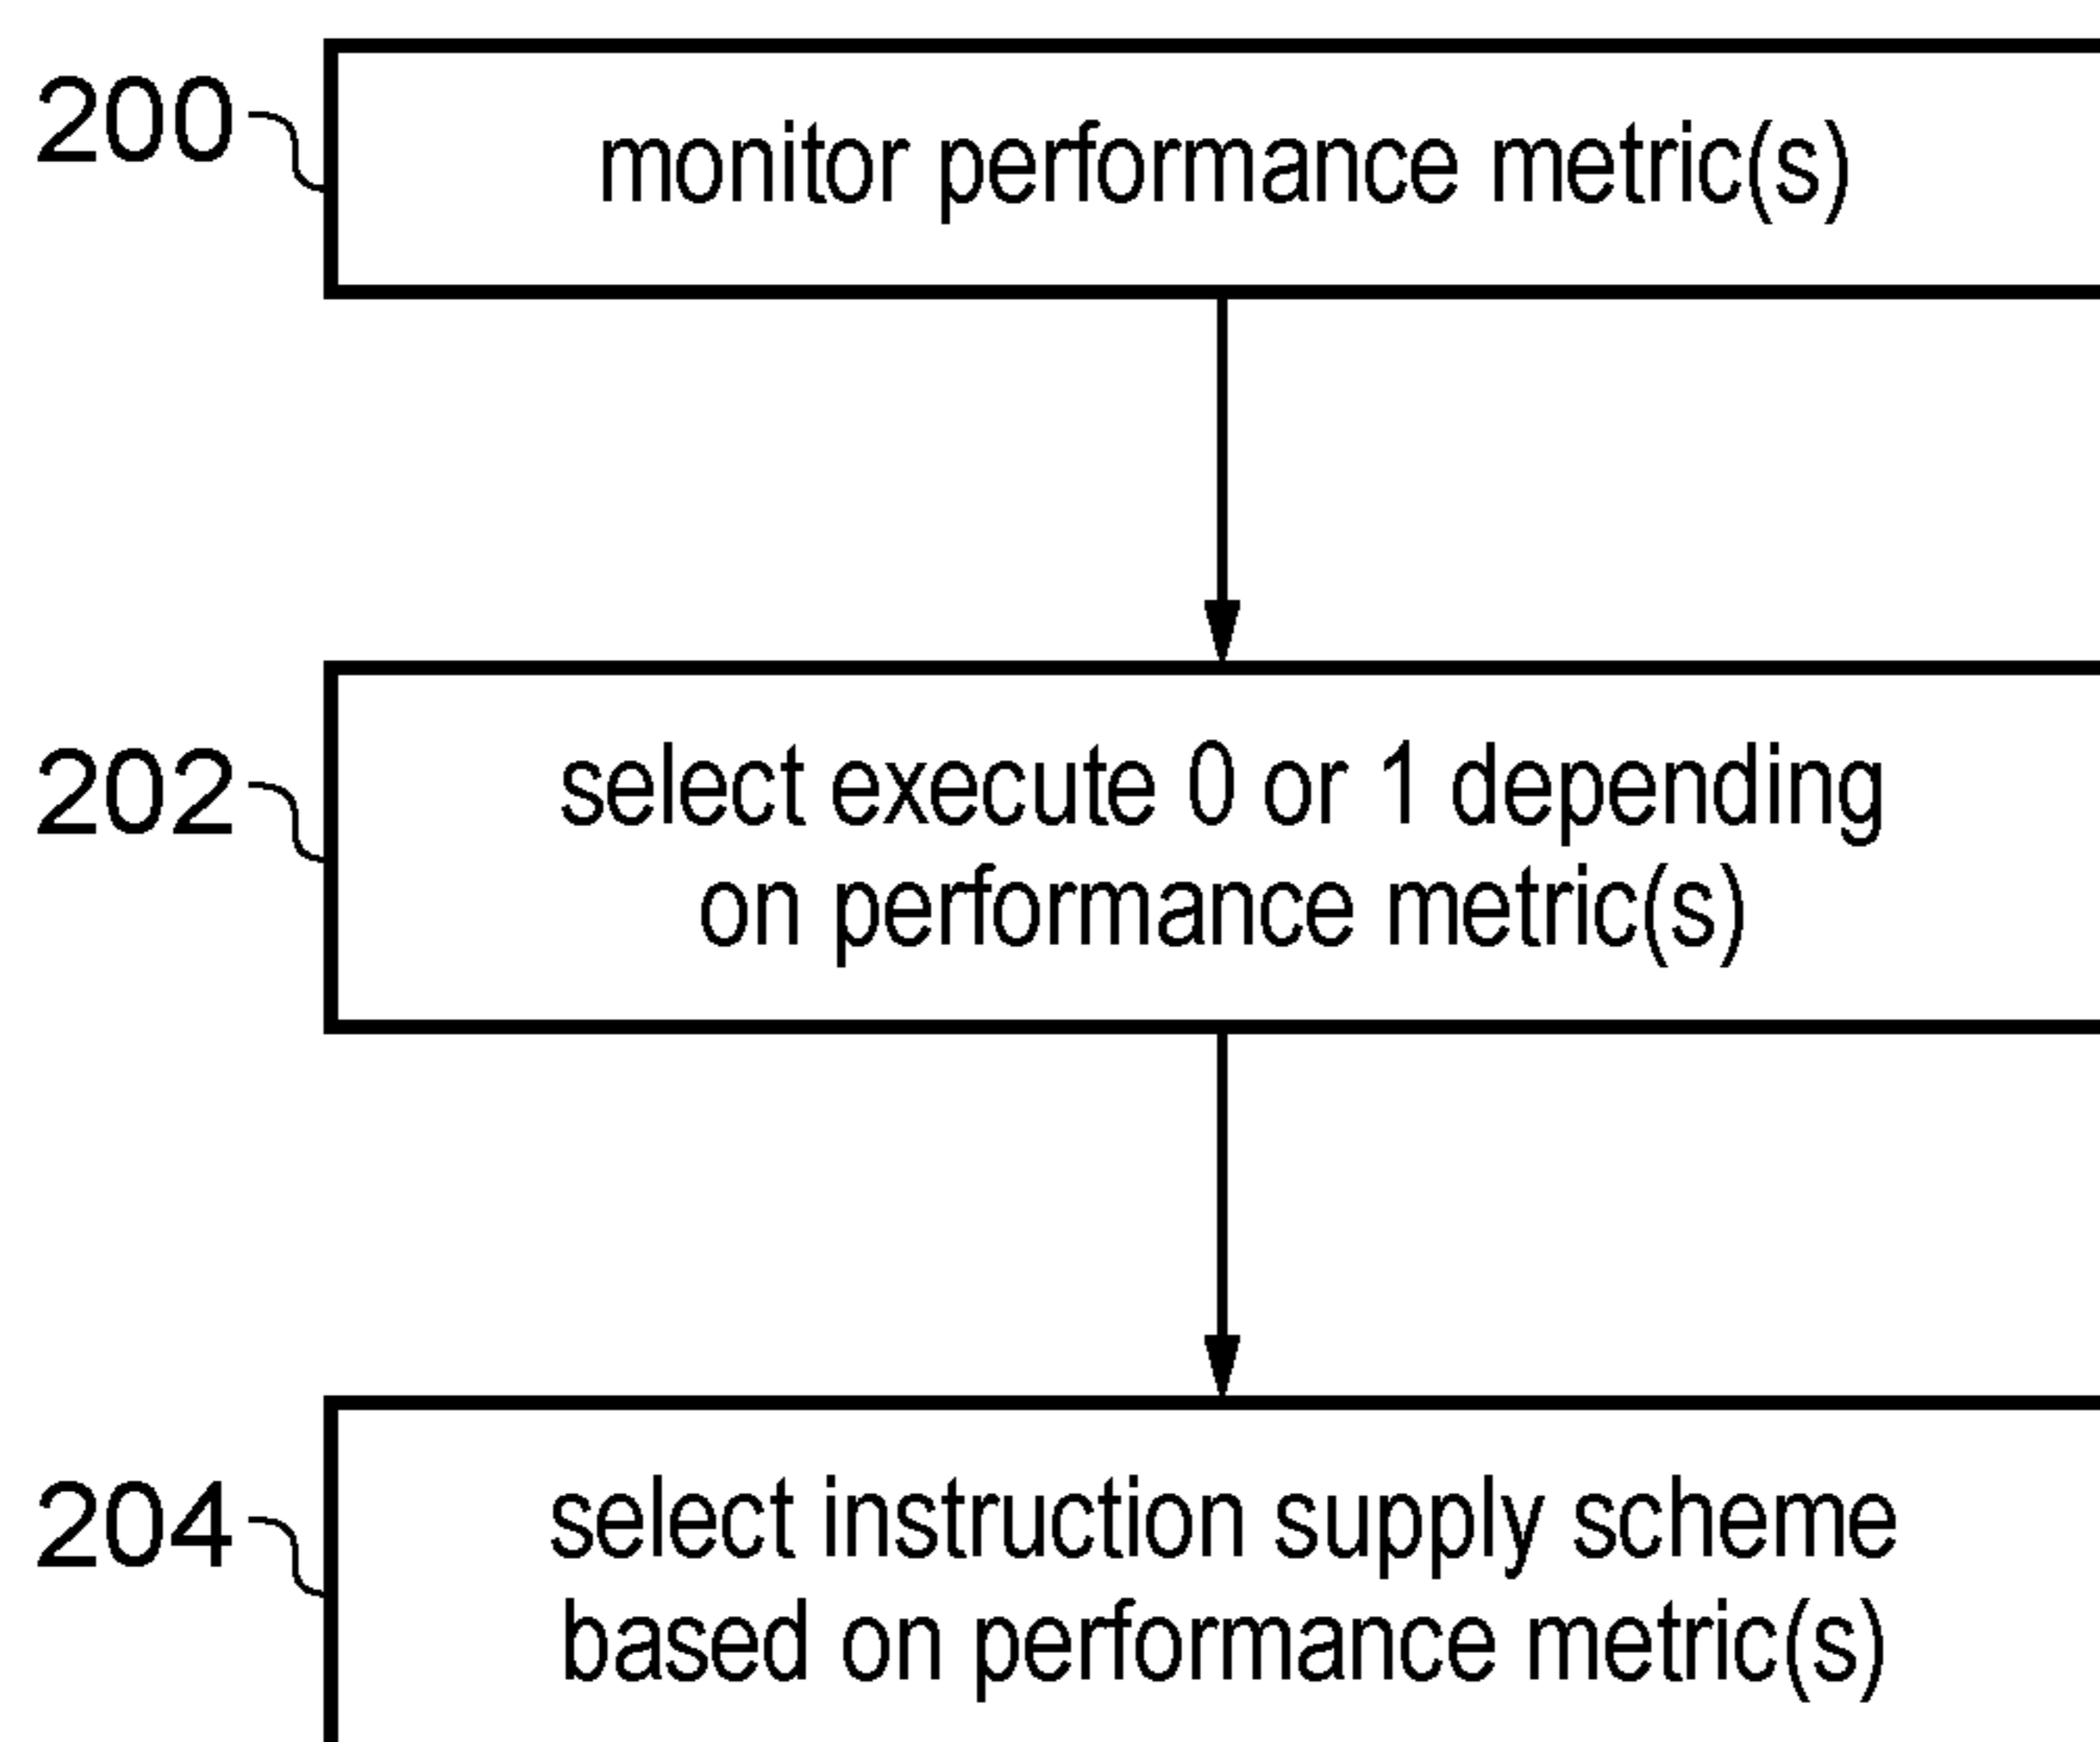 200
monitor performance metric(s)
202
select execute 0 or 1 depending
on performance metric(s)
204
select instruction supply scheme
based on performance metric(s)